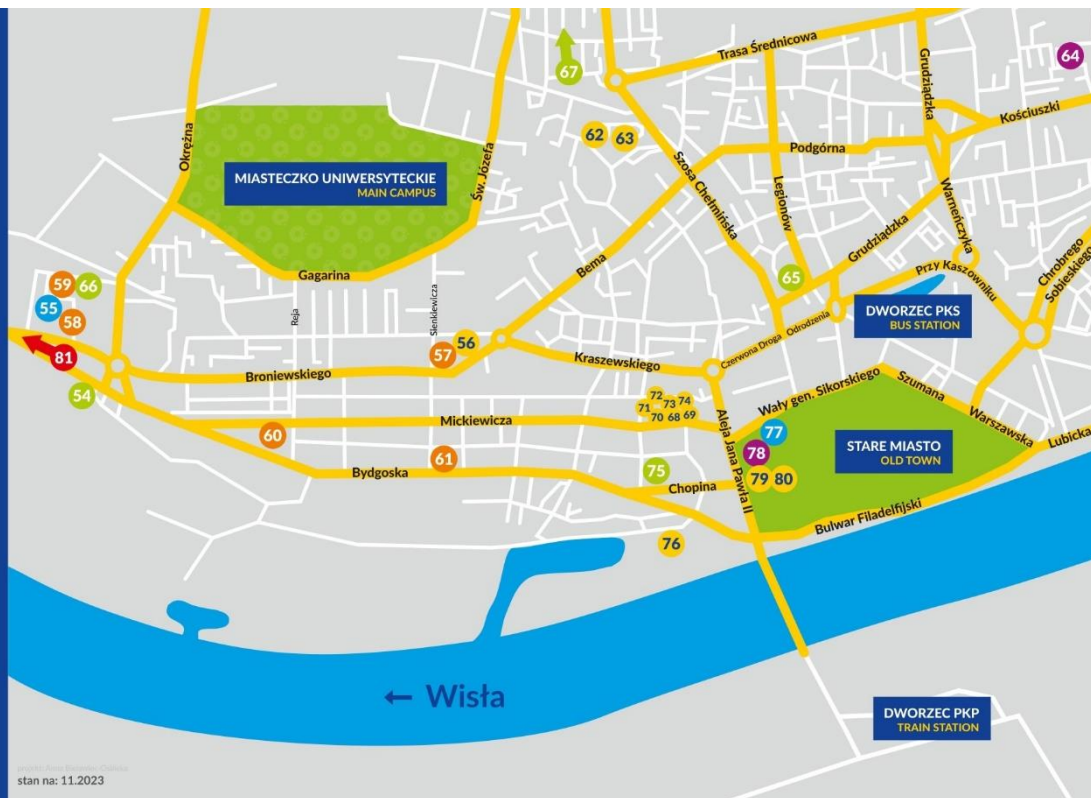 67
Trasa Średnicowa
Grudziądzka
64
Kościuszki
62
63
Okrężna
Św. Józefa
Szosa Chełmińska
Podgórna
MIASTECZKO UNIWERSYTECKIE
MAIN CAMPUS
Legionów
Warneńczyka
Grudziądzka
Bema
Gagarina
65
Przy Kaszowniku
Chrobrego
Sobieskiego
59
66
55
58
Reja
Sienkiewicza
DWORZEC PKS
BUS STATION
Czerwona Droga
Odrodzenia
81
56
57
Kraszewskiego
Broniewskiego
54
Wały gen. Sikorskiego
Szumana
72
71
73
74
70
68
69
Mickiewicza
Aleja Jana Pawła II
Warszawska
Lubicka
60
77
78
STARE MIASTO
OLD TOWN
61
Bydgoska
75
Chopina
79
80
Bulwar Filadelfijski
76
← Wisła
DWORZEC PKP
TRAIN STATION
stan na: 11.2023